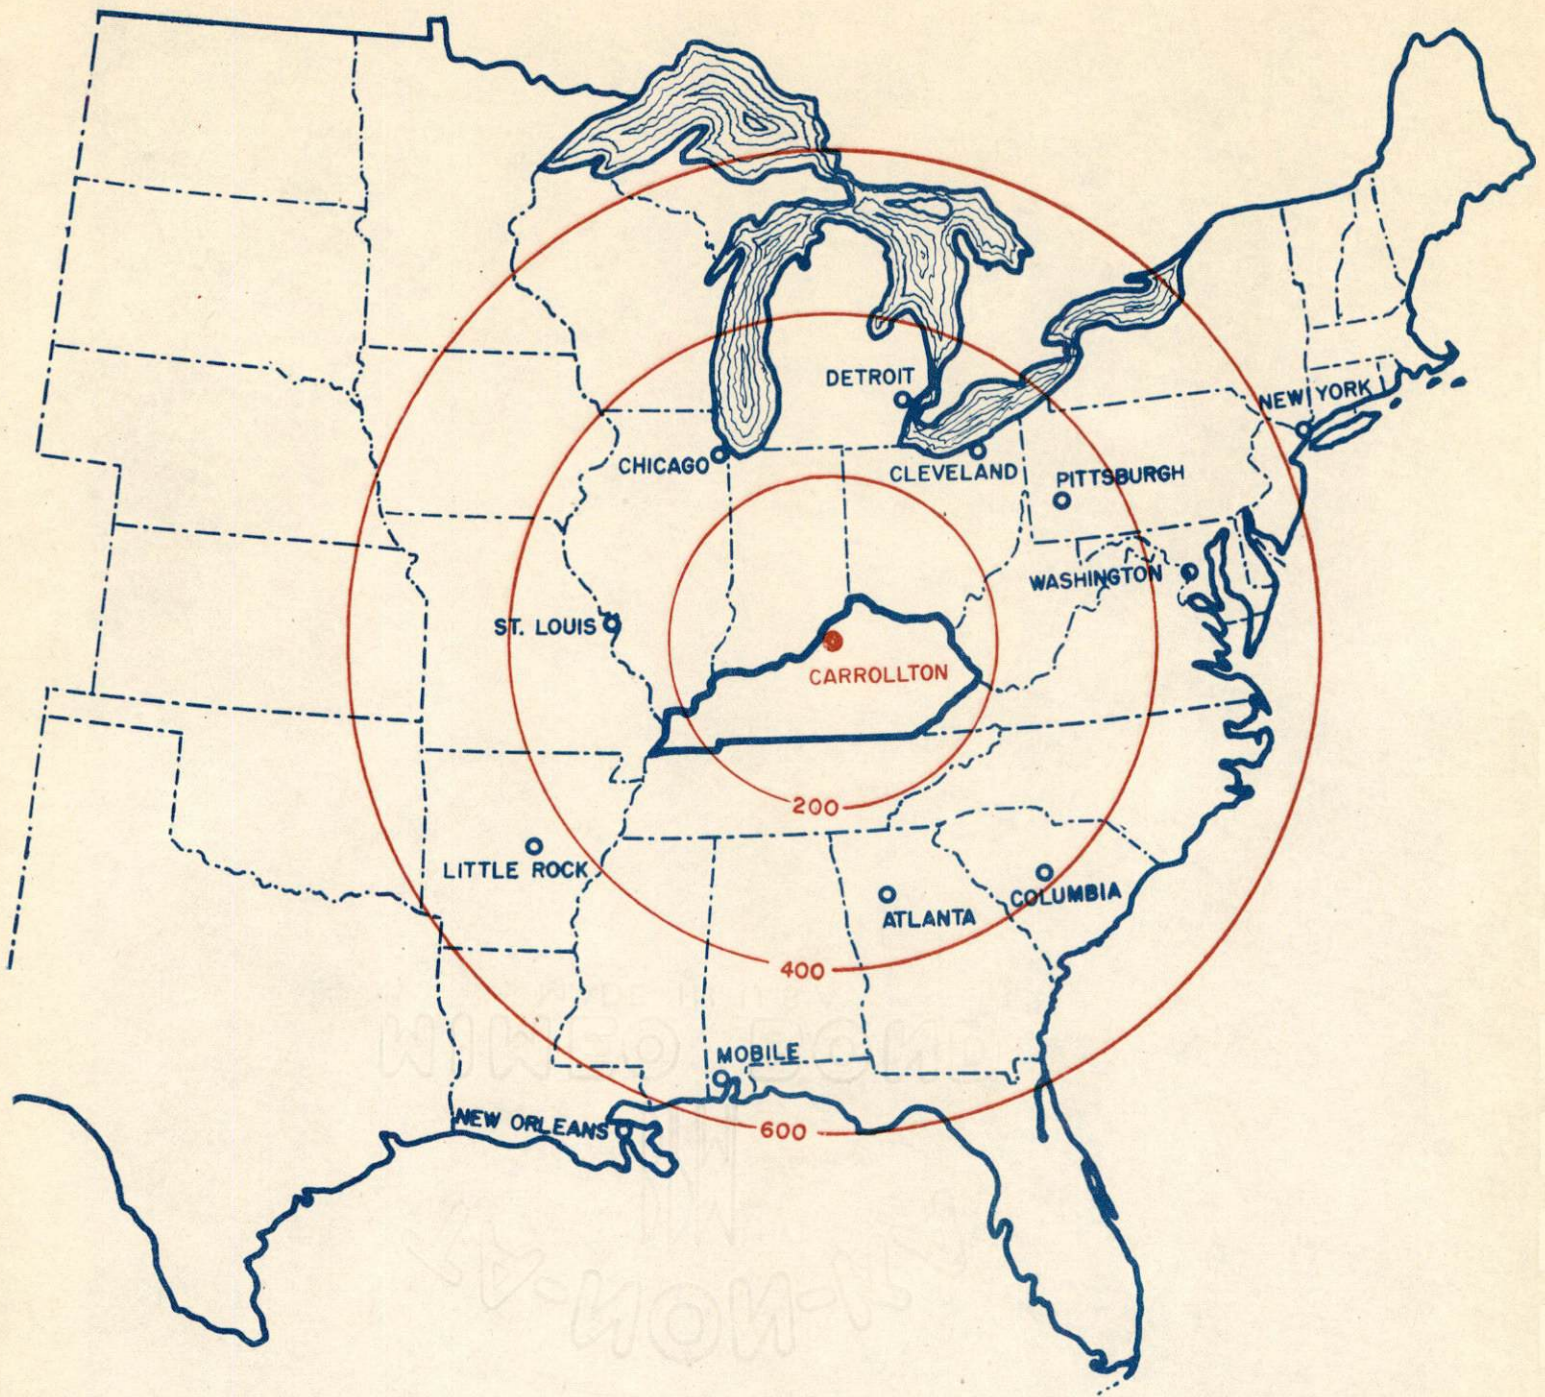 DETROIT
NEW YORK
CHICAGO
CLEVELAND
PITTSBURGH
WASHINGTON
ST. LOUIS
CARROLLTON
200
LITTLE ROCK
COLUMBIA
ATLANTA
400
MOBILE
NEW ORLEANS
600